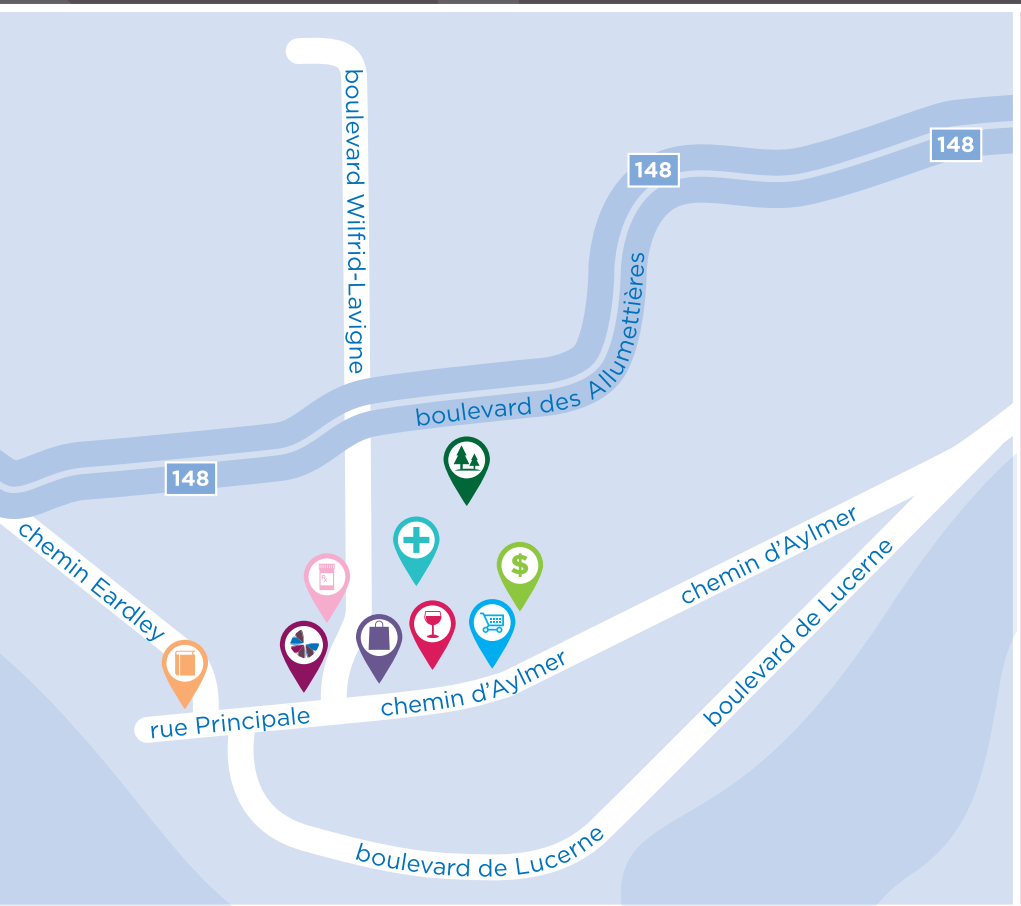 boulevard Wilfrid-Lavigne
148
148
boulevard des Allumettières
148
chemin Eardley
$
chemin d'Aylmer
boulevard de Lucerne
chemin d'Aylmer
rue Principale
boulevard de Lucerne